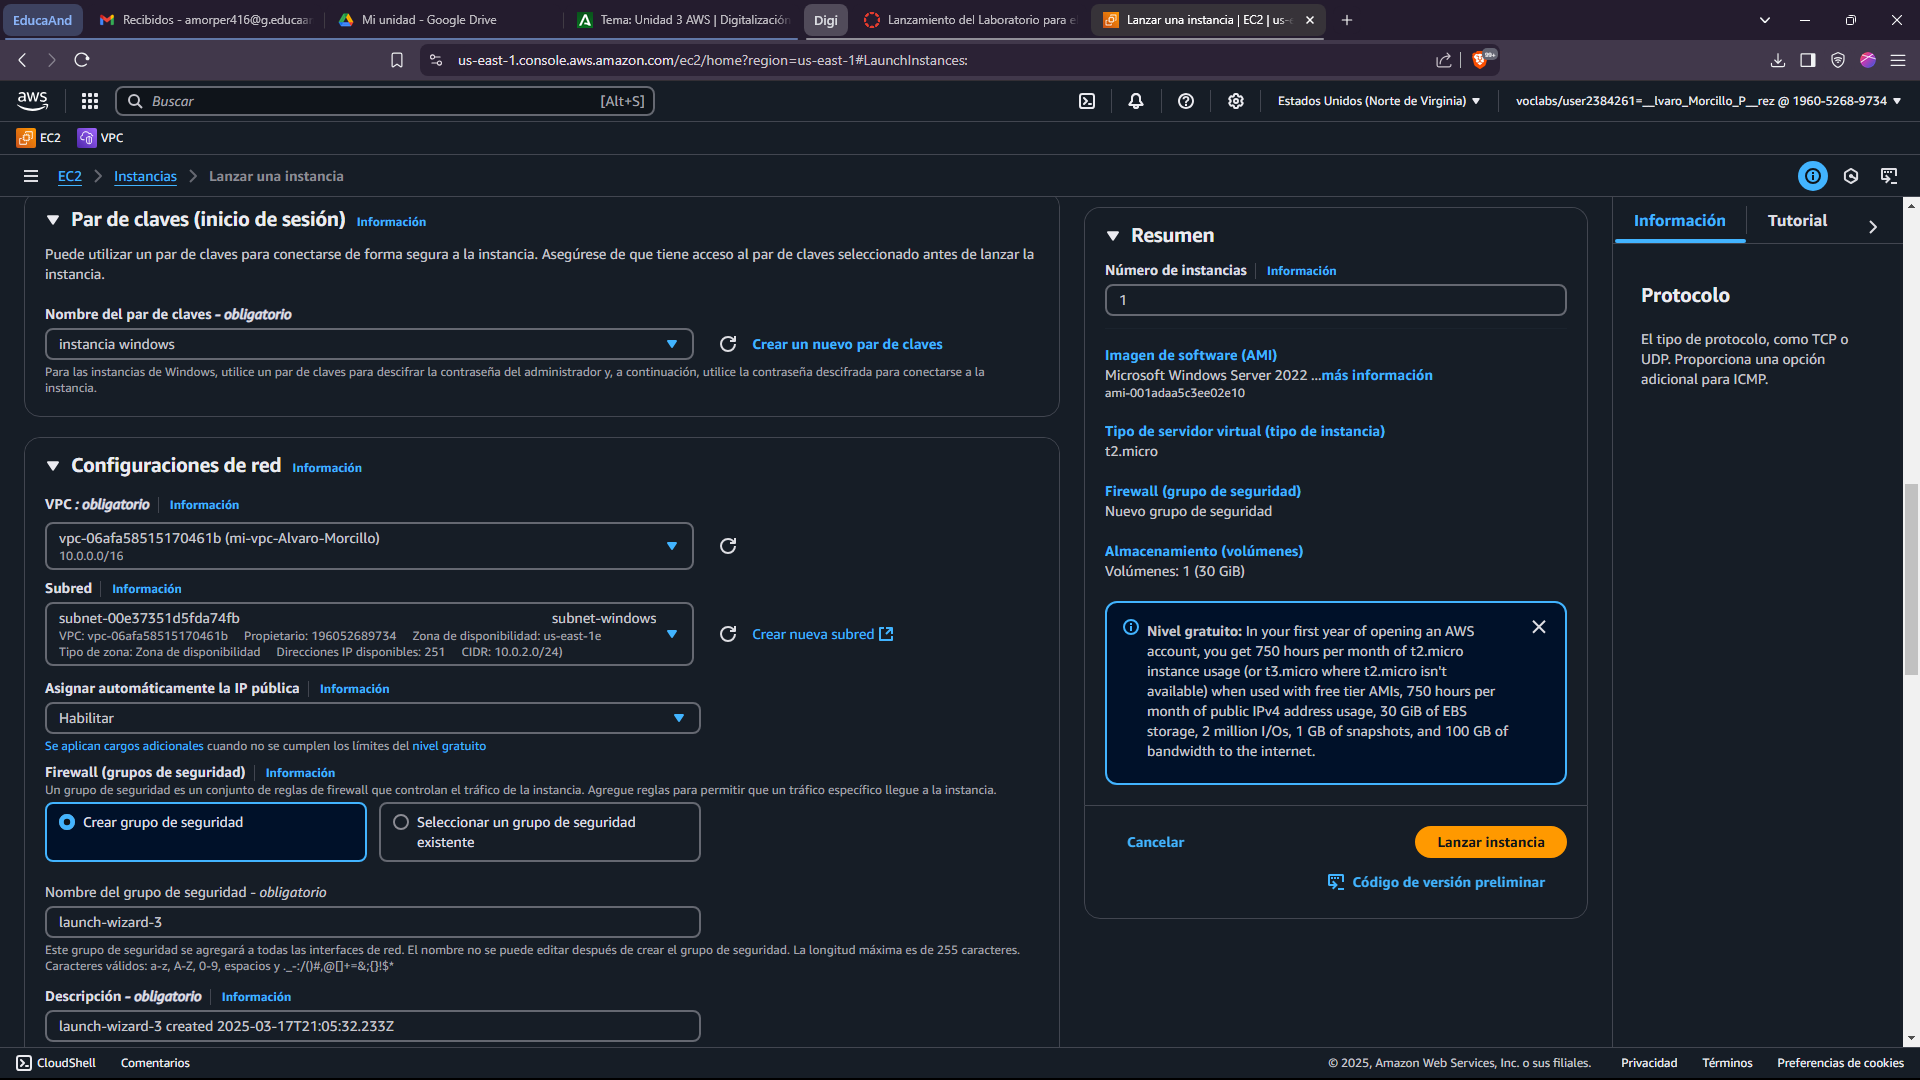 EducaAnd
Recibidos - amorper416@g.educaan
Mi unidad - Google Drive
Tema: Unidad 3 AWS | Digitalización
Digi
Lanzamiento del Laboratorio para e
Lanzar una instancia | EC2 | us-e
us-east-1.console.aws.amazon.com/ec2/home?region=us-east-1#LaunchInstances:
99+
aws
Buscar
[Alt+S]
Estados Unidos (Norte de Virginia)
voclabs/user2384261=__lvaro_Morcillo_P__rez @ 1960-5268-9734
EC2
VPC
EC2
Instancias
Lanzar una instancia
Par de claves (inicio de sesión)
Información
Puede utilizar un par de claves para conectarse de forma segura a la instancia. Asegúrese de que tiene acceso al par de claves seleccionado antes de lanzar la
instancia.
Nombre del par de claves - obligatorio
instancia windows
Crear un nuevo par de claves
Para las instancias de Windows, utilice un par de claves para descifrar la contraseña del administrador y, a continuación, utilice la contraseña descifrada para conectarse a la
instancia.
Configuraciones de red
Información
VPC : obligatorio
Información
vpc-06afa58515170461b (mi-vpc-Alvaro-Morcillo)
10.0.0.0/16
Subred
Información
subnet-00e37351d5fda74fb subnet-windows
VPC: vpc-06afa58515170461b Propietario: 196052689734 Zona de disponibilidad: us-east-1e
Tipo de zona: Zona de disponibilidad Direcciones IP disponibles: 251 CIDR: 10.0.2.0/24)
Crear nueva subred
Asignar automáticamente la IP pública
Información
Habilitar
Se aplican cargos adicionales cuando no se cumplen los límites del nivel gratuito
Firewall (grupos de seguridad)
Información
Un grupo de seguridad es un conjunto de reglas de firewall que controlan el tráfico de la instancia. Agregue reglas para permitir que un tráfico específico llegue a la instancia.
Crear grupo de seguridad
Seleccionar un grupo de seguridad
existente
Nombre del grupo de seguridad - obligatorio
launch-wizard-3
Este grupo de seguridad se agregará a todas las interfaces de red. El nombre no se puede editar después de crear el grupo de seguridad. La longitud máxima es de 255 caracteres.
Caracteres válidos: a-z, A-Z, 0-9, espacios y ._-:/()#,@[]+=&;{}!$*
Descripción - obligatorio
Información
launch-wizard-3 created 2025-03-17T21:05:32.233Z
Resumen
Número de instancias
Información
1
Imagen de software (AMI)
Microsoft Windows Server 2022 ...más información
ami-001adaa5c3ee02e10
Tipo de servidor virtual (tipo de instancia)
t2.micro
Firewall (grupo de seguridad)
Nuevo grupo de seguridad
Almacenamiento (volúmenes)
Volúmenes: 1 (30 GiB)
Nivel gratuito: In your first year of opening an AWS
account, you get 750 hours per month of t2.micro
instance usage (or t3.micro where t2.micro isn't
available) when used with free tier AMIs, 750 hours per
month of public IPv4 address usage, 30 GiB of EBS
storage, 2 million I/Os, 1 GB of snapshots, and 100 GB of
bandwidth to the internet.
Cancelar
Lanzar instancia
Código de versión preliminar
Información
Tutorial
Protocolo
El tipo de protocolo, como TCP o
UDP. Proporciona una opción
adicional para ICMP.
CloudShell
Comentarios
© 2025, Amazon Web Services, Inc. o sus filiales.
Privacidad
Términos
Preferencias de cookies